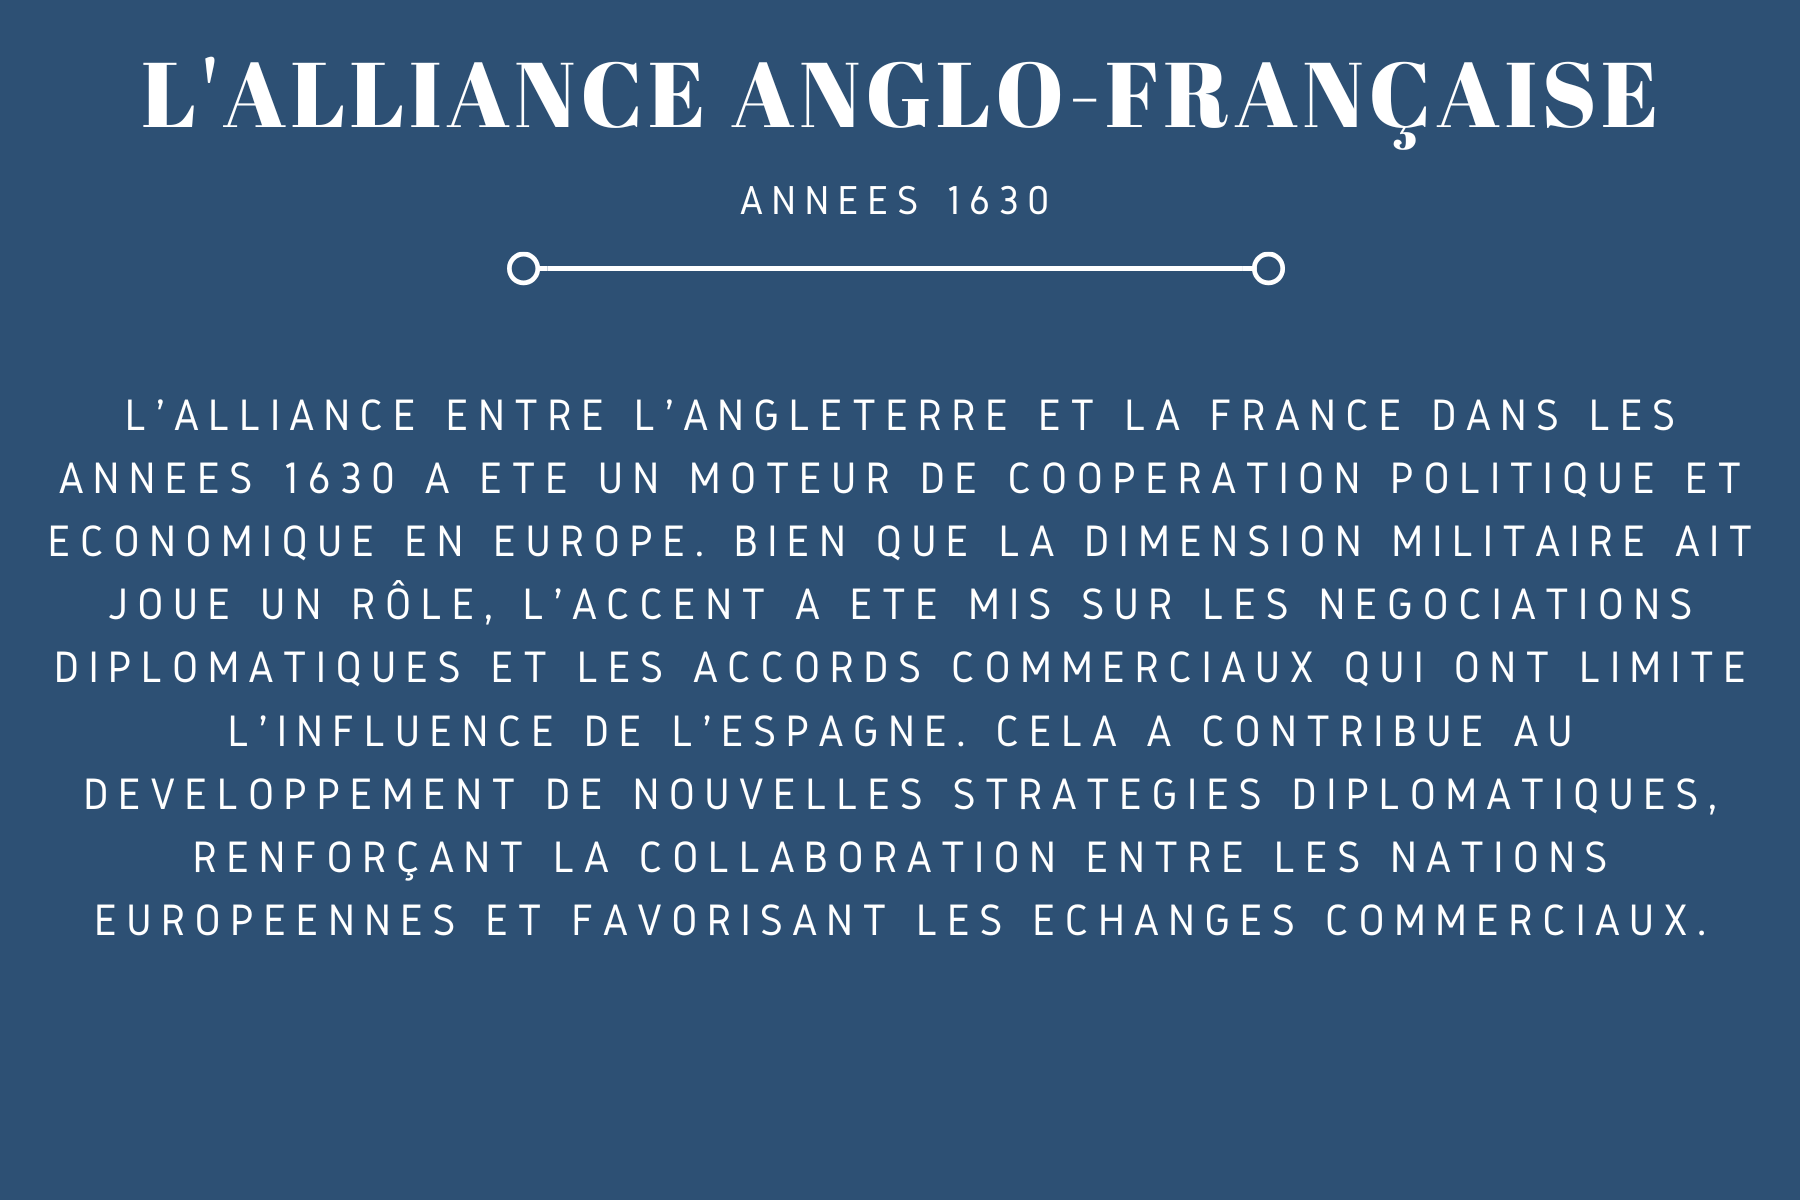 L'ALLIANCE ANGLO-FRANÇAISE
ANNEES 1630
L’ALLIANCE ENTRE L’ANGLETERRE ET LA FRANCE DANS LES
ANNEES 1630 A ETE UN MOTEUR DE COOPERATION POLITIQUE ET
ECONOMIQUE EN EUROPE. BIEN QUE LA DIMENSION MILITAIRE AIT
JOUE UN RÔLE, L’ACCENT A ETE MIS SUR LES NEGOCIATIONS
DIPLOMATIQUES ET LES ACCORDS COMMERCIAUX QUI ONT LIMITE
L’INFLUENCE DE L’ESPAGNE. CELA A CONTRIBUE AU
DEVELOPPEMENT DE NOUVELLES STRATEGIES DIPLOMATIQUES,
RENFORÇANT LA COLLABORATION ENTRE LES NATIONS
EUROPEENNES ET FAVORISANT LES ECHANGES COMMERCIAUX.